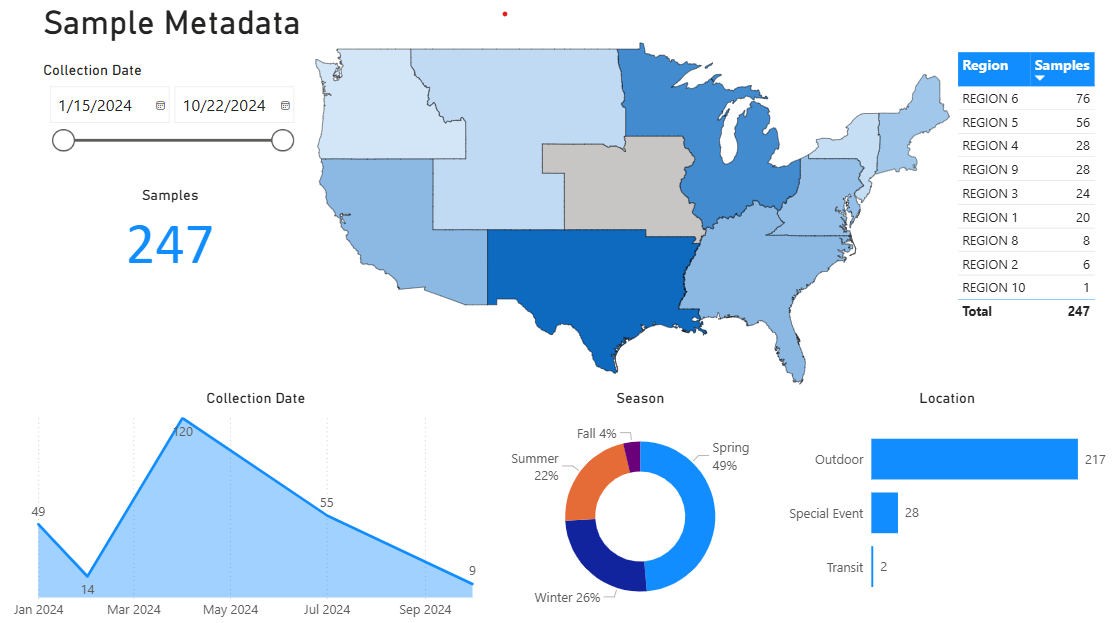 Sample Metadata
Collection Date
1/15/2024 10/22/2024
Samples
247
Region Samples
REGION 6 76
REGION 5 56
REGION 4 28
REGION 9 28
REGION 3 24
REGION 1 20
REGION 8 8
REGION 2 6
REGION 10 1
Total 247
Collection Date
49
14
120
55
9
Jan 2024 Mar 2024 May 2024 Jul 2024 Sep 2024
Season
Fall 4%
Spring
49%
Summer
22%
Winter 26%
Location
Outdoor 217
Special Event 28
Transit 2